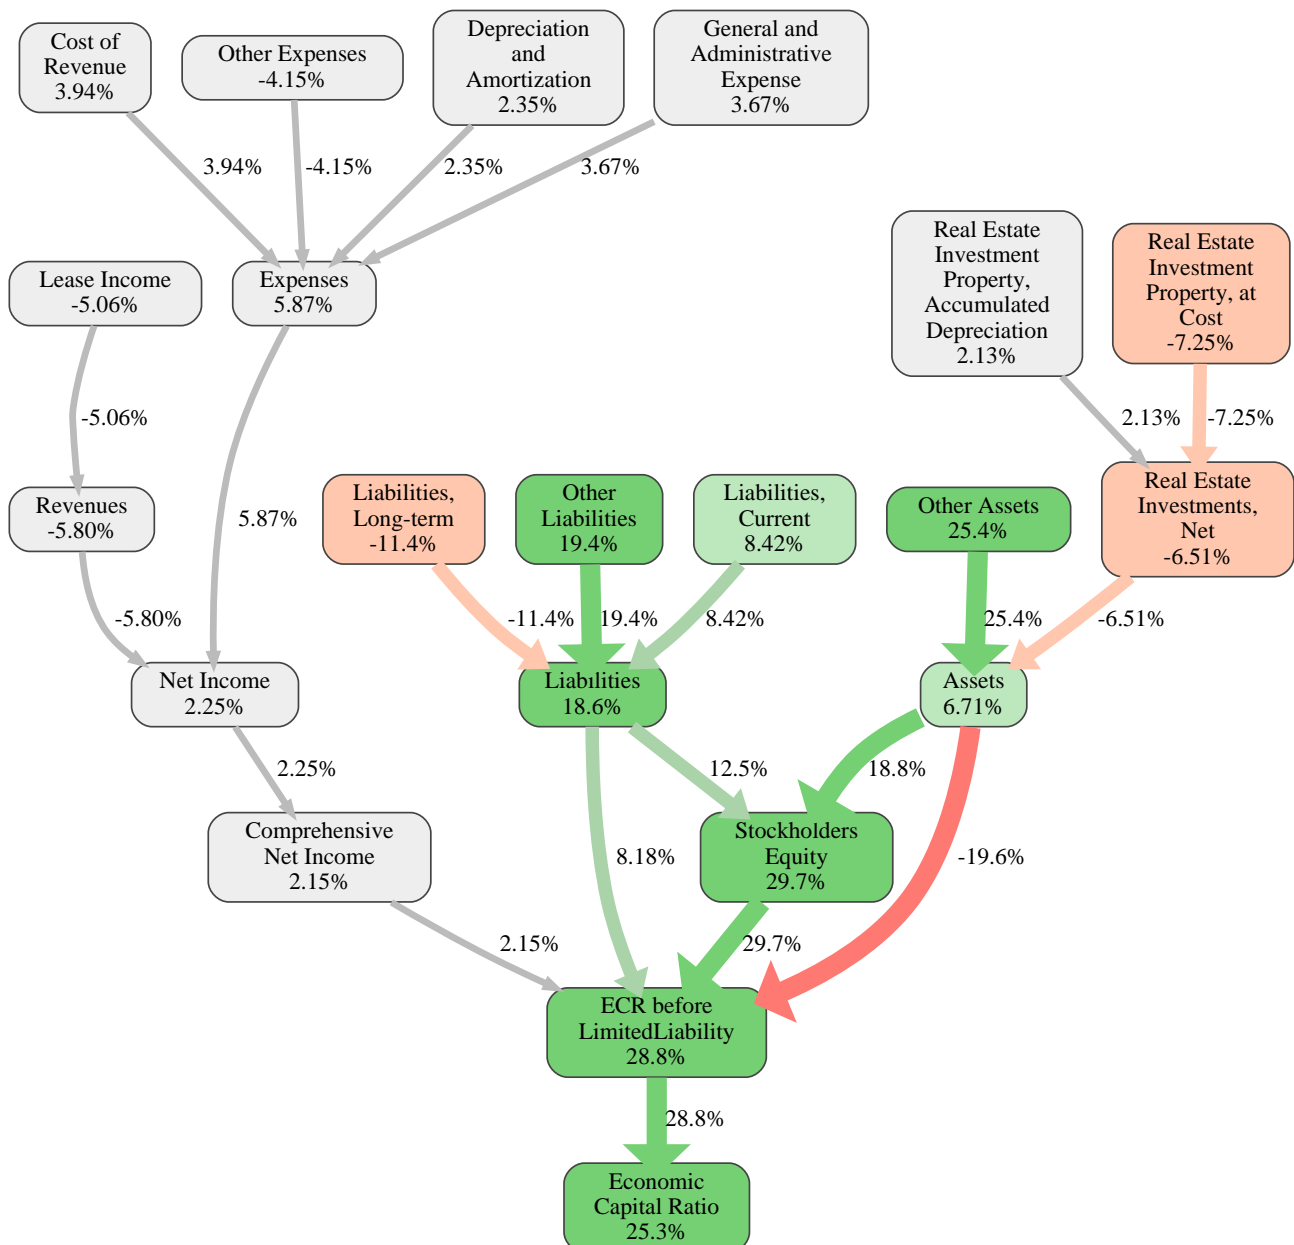 Cost of
Revenue
3.94%
Other Expenses
-4.15%
Depreciation
and
Amortization
2.35%
General and
Administrative
Expense
3.67%
3.94%
-4.15%
2.35%
3.67%
Lease Income
-5.06%
Expenses
5.87%
Real Estate
Investment
Property,
Accumulated
Depreciation
2.13%
Real Estate
Investment
Property, at
Cost
-7.25%
-5.06%
2.13%
-7.25%
Revenues
-5.80%
5.87%
Liabilities,
Long-term
-11.4%
Other
Liabilities
19.4%
Liabilities,
Current
8.42%
Other Assets
25.4%
Real Estate
Investments,
Net
-6.51%
-5.80%
-11.4%
19.4%
8.42%
25.4%
-6.51%
Net Income
2.25%
Liabilities
18.6%
Assets
6.71%
2.25%
12.5%
18.8%
Comprehensive
Net Income
2.15%
8.18%
Stockholders
Equity
29.7%
-19.6%
2.15%
29.7%
ECR before
LimitedLiability
28.8%
28.8%
Economic
Capital Ratio
25.3%